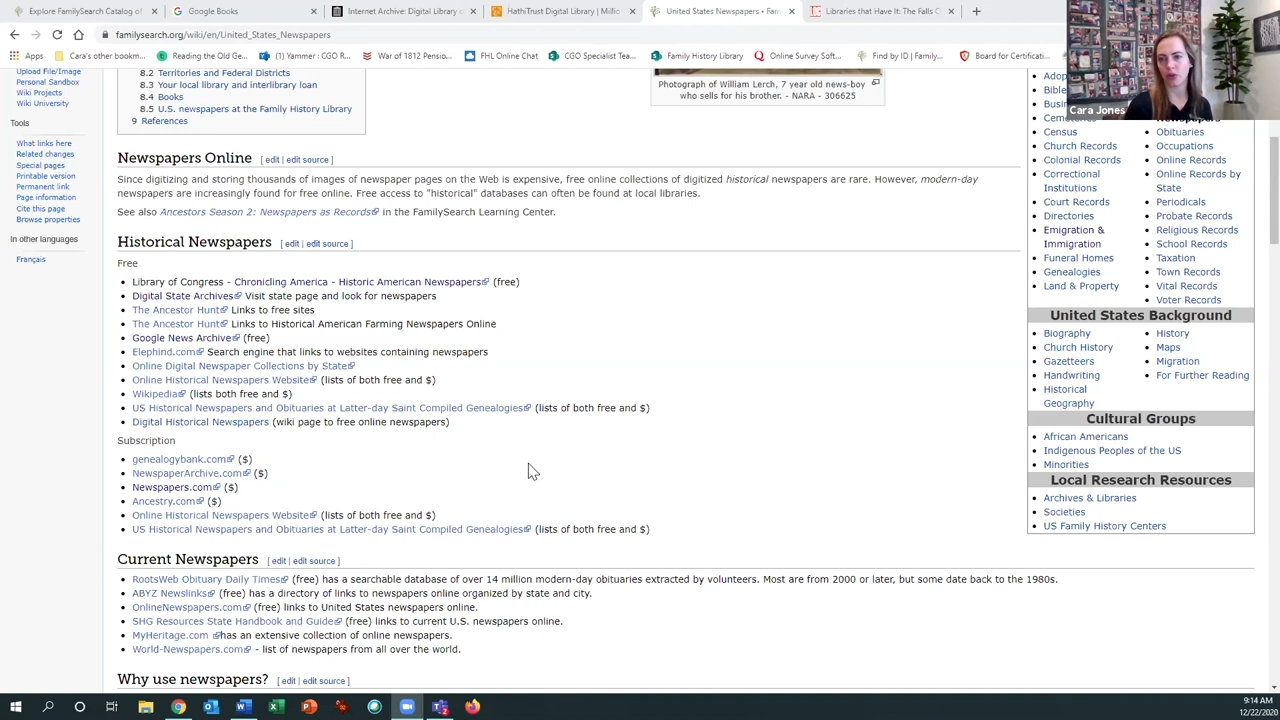 Explore FamilySearch Catalog of
Google Books
Internet Archive: Digital Library o
HathiTrust Digital Library | Millio
United States Newspapers • Fam
Libraries that Have It: The Falls C
familysearch.org/wiki/en/United_States_Newspapers
Apps
Cara's other bookm...
Reading the Old Ge...
(1) Yammer : CGO R...
War of 1812 Pensio...
FHL Online Chat
CGO Specialist Tea...
Family History Library
Online Survey Soft...
Find by ID | Family...
Board for Certificati...
Cara Jones
Upload File/Image
Personal Sandbox
Wiki Projects
Wiki University
Tools
What links here
Related changes
Special pages
Printable version
Permanent link
Page information
Cite this page
Browse properties
In other languages
Français
8.2 Territories and Federal Districts
8.3 Your local library and interlibrary loan
8.4 Books
8.5 U.S. newspapers at the Family History Library
9 References
Photograph of William Lerch, 7 year old news-boy
who sells for his brother. - NARA - 306625
Newspapers Online [ edit | edit source ]
Since digitizing and storing thousands of images of newspaper pages on the Web is expensive, free online collections of digitized historical newspapers are rare. However, modern-day
newspapers are increasingly found for free online. Free access to "historical" databases can often be found at local libraries.
See also Ancestors Season 2: Newspapers as Records in the FamilySearch Learning Center.
Historical Newspapers [ edit | edit source ]
Free
Library of Congress - Chronicling America - Historic American Newspapers (free)
Digital State Archives Visit state page and look for newspapers
The Ancestor Hunt Links to free sites
The Ancestor Hunt Links to Historical American Farming Newspapers Online
Google News Archive (free)
Elephind.com Search engine that links to websites containing newspapers
Online Digital Newspaper Collections by State
Online Historical Newspapers Website (lists of both free and $)
Wikipedia (lists both free and $)
US Historical Newspapers and Obituaries at Latter-day Saint Compiled Genealogies (lists of both free and $)
Digital Historical Newspapers (wiki page to free online newspapers)
Subscription
genealogybank.com ($)
NewspaperArchive.com ($)
Newspapers.com ($)
Ancestry.com ($)
Online Historical Newspapers Website (lists of both free and $)
US Historical Newspapers and Obituaries at Latter-day Saint Compiled Genealogies (lists of both free and $)
Current Newspapers [ edit | edit source ]
RootsWeb Obituary Daily Times (free) has a searchable database of over 14 million modern-day obituaries extracted by volunteers. Most are from 2000 or later, but some date back to the 1980s.
ABYZ Newslinks (free) has a directory of links to newspapers online organized by state and city.
OnlineNewspapers.com (free) links to United States newspapers online.
SHG Resources State Handbook and Guide (free) links to current U.S. newspapers online.
MyHeritage.com has an extensive collection of online newspapers.
World-Newspapers.com - list of newspapers from all over the world.
Why use newspapers? [ edit | edit source ]
Census
Church Records
Colonial Records
Correctional
Institutions
Court Records
Directories
Emigration &
Immigration
Funeral Homes
Genealogies
Land & Property
Obituaries
Occupations
Online Records
Online Records by
State
Periodicals
Probate Records
Religious Records
School Records
Taxation
Town Records
Vital Records
Voter Records
United States Background
Biography
Church History
Gazetteers
Handwriting
Historical
Geography
History
Maps
Migration
For Further Reading
Cultural Groups
African Americans
Indigenous Peoples of the US
Minorities
Local Research Resources
Archives & Libraries
Societies
US Family History Centers
9:14 AM
12/22/2020